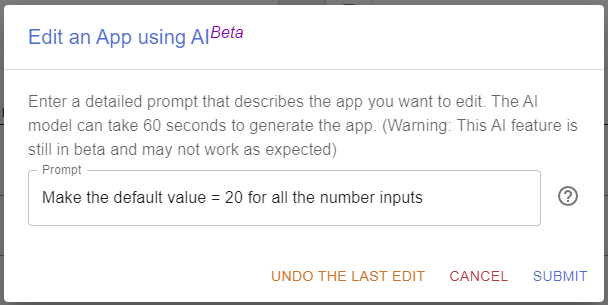 Edit an App using AI Beta
Enter a detailed prompt that describes the app you want to edit. The AI
model can take 60 seconds to generate the app. (Warning: This AI feature is
still in beta and may not work as expected)
Prompt
Make the default value = 20 for all the number inputs
?
UNDO THE LAST EDIT CANCEL SUBMIT